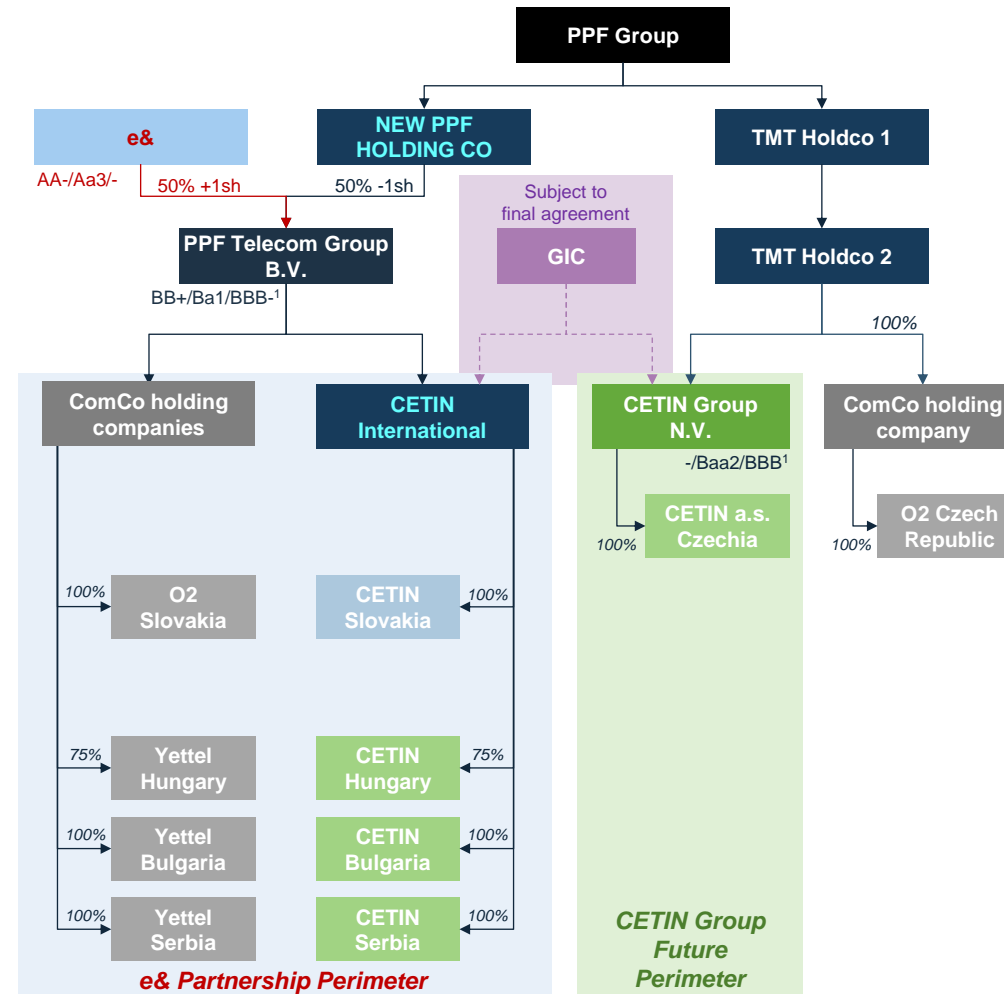 PPF Group
e&
NEW PPF
HOLDING CO
TMT Holdco 1
AA-/Aa3/-
50% +1sh
50% -1sh
Subject to
final agreement
PPF Telecom Group
B.V.
GIC
TMT Holdco 2
BB+/Ba1/BBB-¹
100%
ComCo holding
companies
CETIN
International
CETIN Group
N.V.
ComCo holding
company
-/Baa2/BBB¹
100%
CETIN a.s.
Czechia
100%
O2 Czech
Republic
100%
O2
Slovakia
CETIN
Slovakia
100%
75%
Yettel
Hungary
CETIN
Hungary
75%
100%
Yettel
Bulgaria
CETIN
Bulgaria
100%
100%
Yettel
Serbia
CETIN
Serbia
100%
e& Partnership Perimeter
CETIN Group
Future
Perimeter